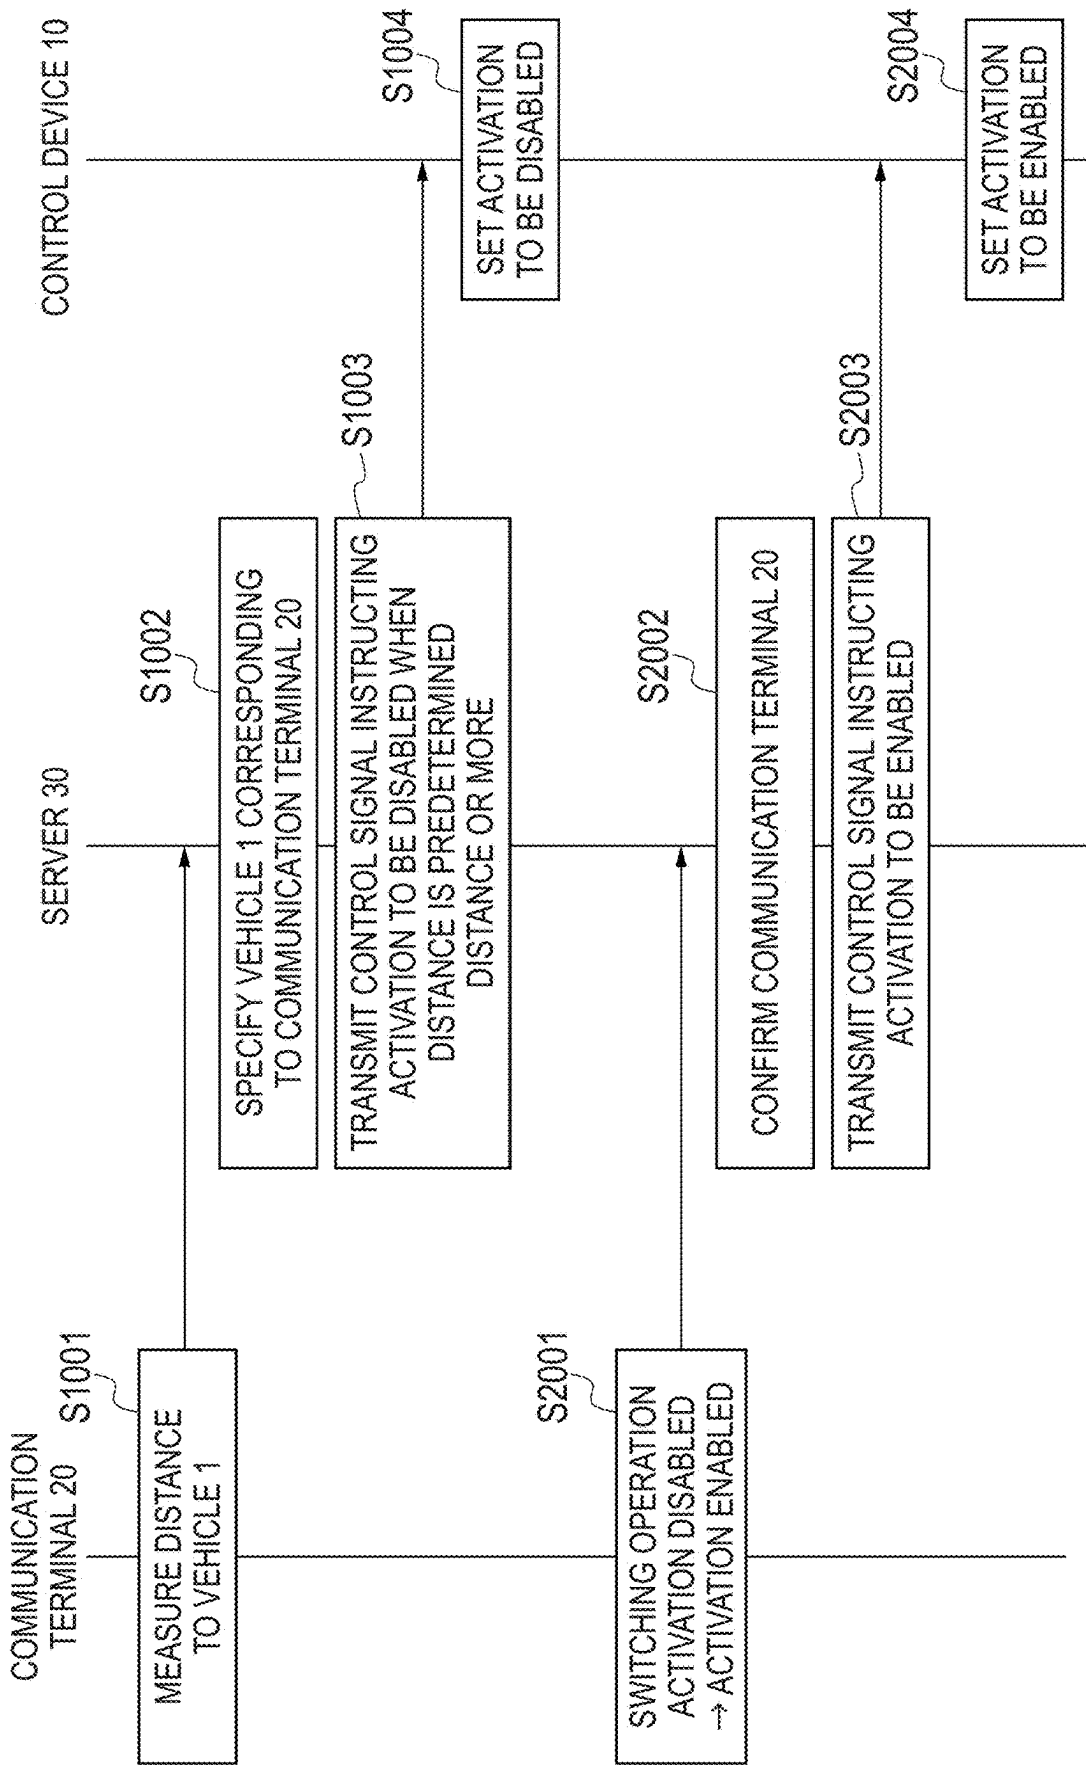 COMMUNICATION
TERMINAL 20
SERVER 30
CONTROL DEVICE 10
S1001
MEASURE DISTANCE
TO VEHICLE 1
S1002
SPECIFY VEHICLE 1 CORRESPONDING
TO COMMUNICATION TERMINAL 20
S1003
TRANSMIT CONTROL SIGNAL INSTRUCTING
ACTIVATION TO BE DISABLED WHEN
DISTANCE IS PREDETERMINED
DISTANCE OR MORE
S1004
SET ACTIVATION
TO BE DISABLED
S2001
SWITCHING OPERATION
ACTIVATION DISABLED
→ ACTIVATION ENABLED
S2002
CONFIRM COMMUNICATION TERMINAL 20
S2003
TRANSMIT CONTROL SIGNAL INSTRUCTING
ACTIVATION TO BE ENABLED
S2004
SET ACTIVATION
TO BE ENABLED